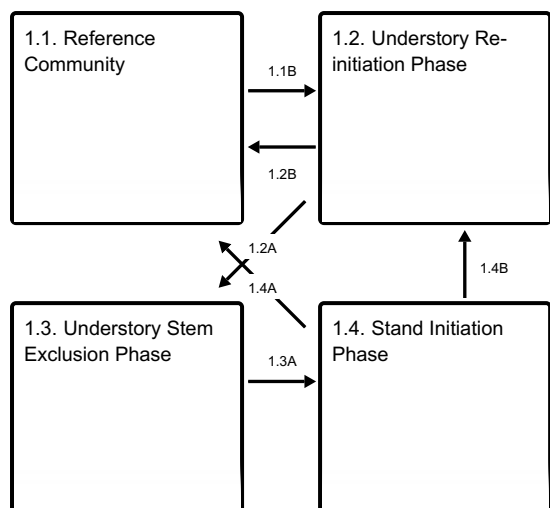 1.1. Reference
Community
1.2. Understory Re-
initiation Phase
1.1B
1.2B
1.2A
1.4A
1.4B
1.3. Understory Stem
Exclusion Phase
1.4. Stand Initiation
Phase
1.3A